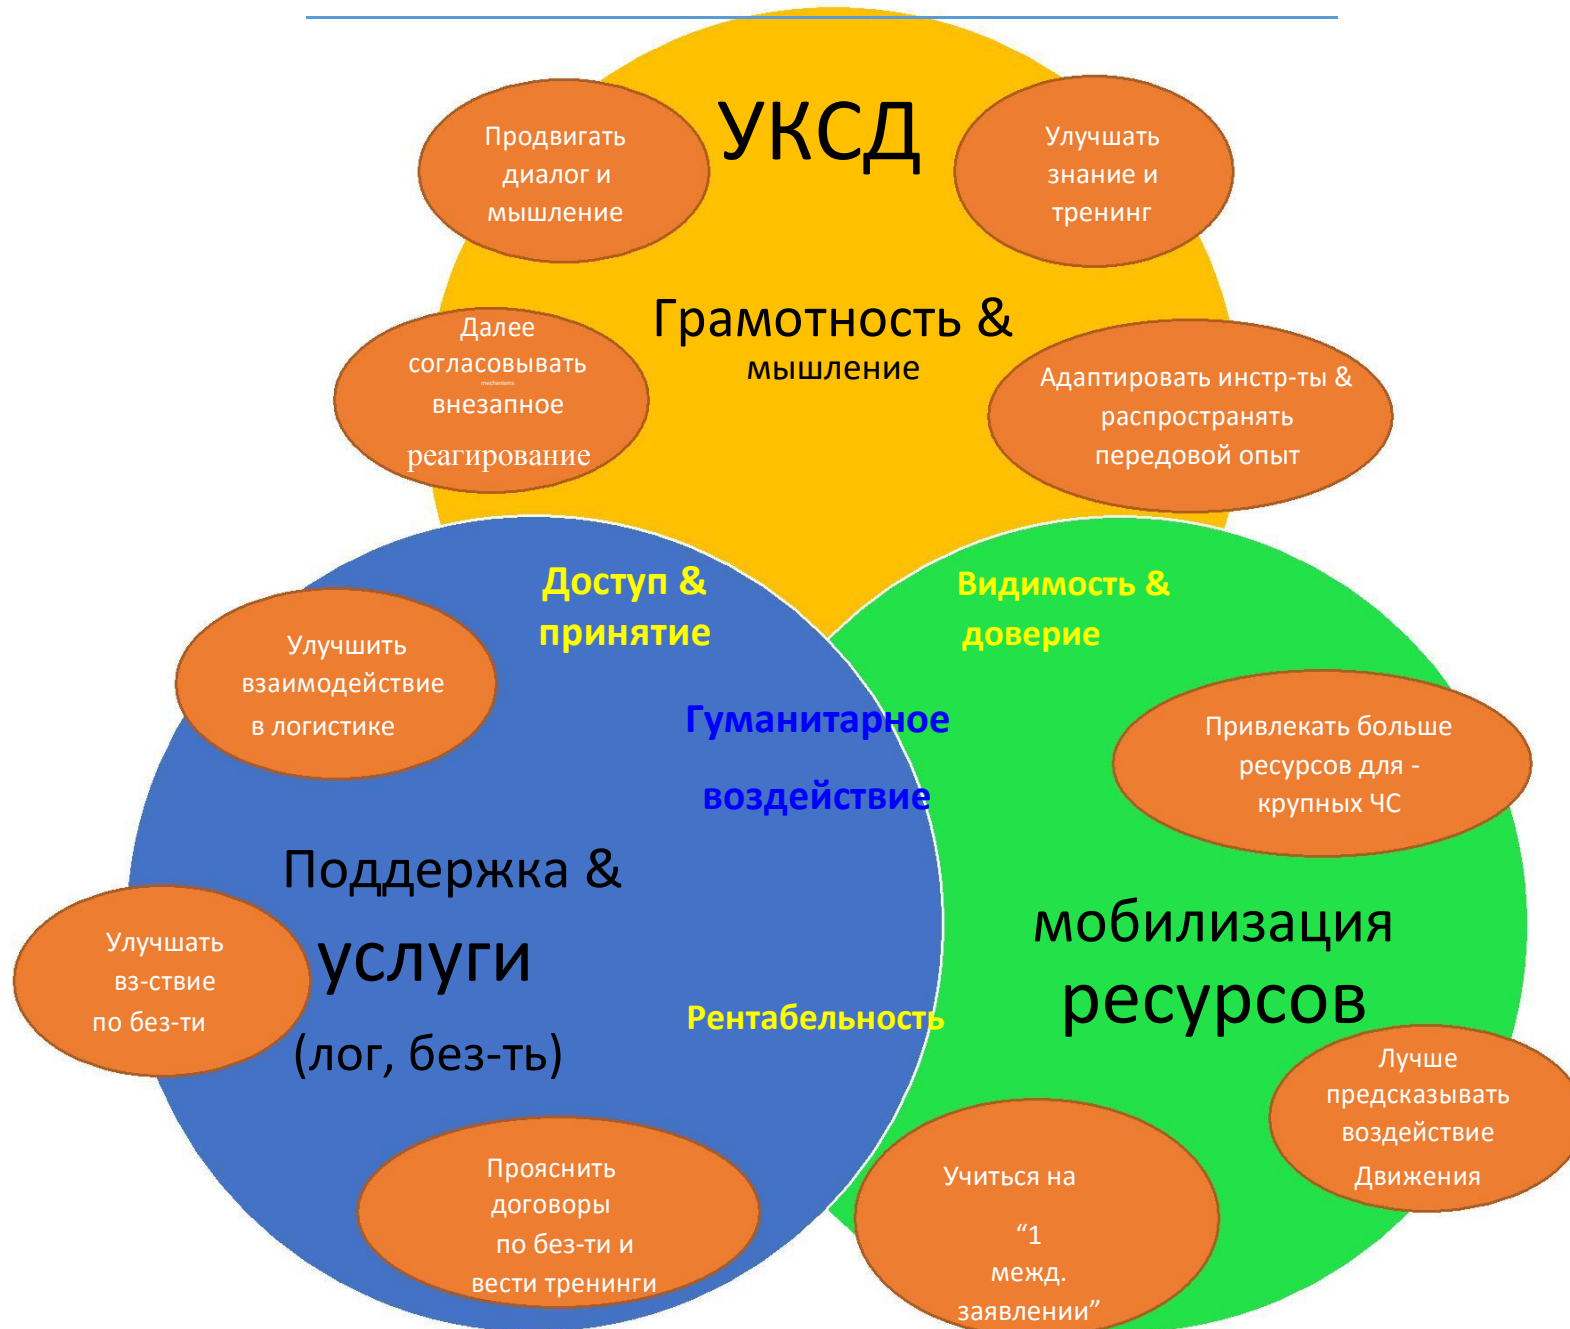 УКСД
Продвигать
диалог и
мышление
Улучшать
знание и
тренинг
Грамотность &
мышление
Далее
согласовывать
mechanisms
внезапное
реагирование
Адаптировать инстр-ты &
распространять
передовой опыт
Доступ &
принятие
Видимость &
доверие
Улучшить
взаимодействие
в логистике
Гуманитарное
воздействие
Привлекать больше
ресурсов для -
крупных ЧС
Поддержка &
услуги
(лог, без-ть)
мобилизация
ресурсов
Улучшать
вз-ствие
по без-ти
Рентабельность
Лучше
предсказывать
воздействие
Движения
Прояснить
договоры
по без-ти и
вести тренинги
Учиться на
“1
межд.
заявлении”